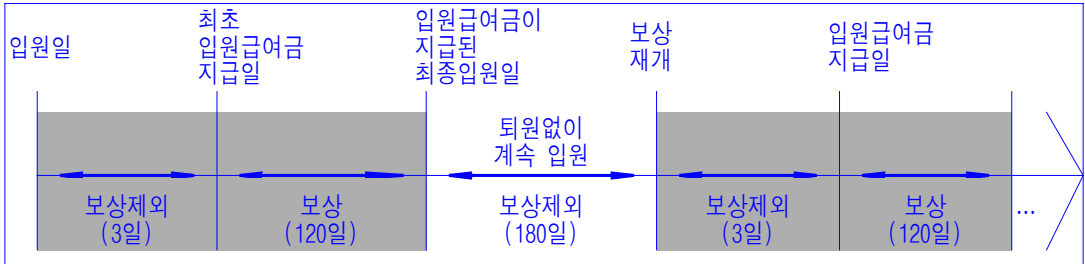 입원일
최초
입원급여금
지급일
입원급여금이
지급된
최종입원일
보상
재개
입원급여금
지급일
퇴원없이
계속 입원
보상제외
(3일)
보상
(120일)
보상제외
(180일)
보상제외
(3일)
보상
(120일)
...